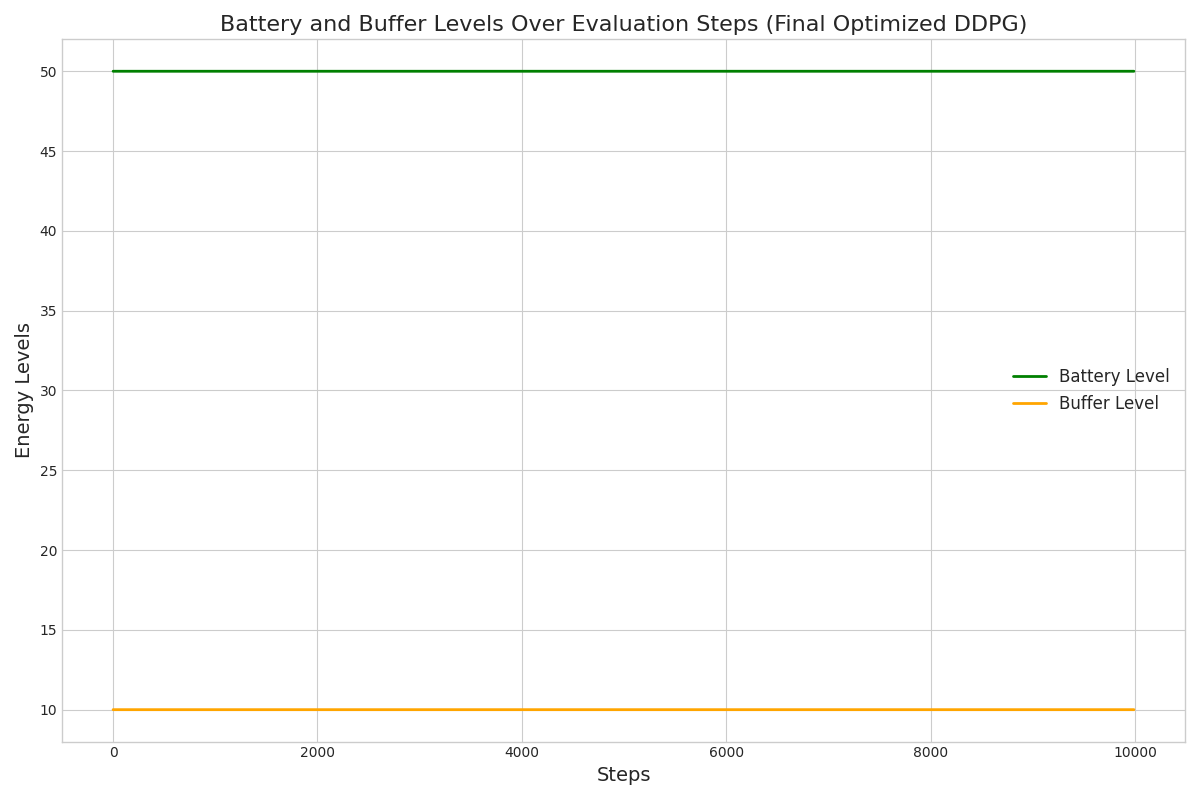 Battery and Buffer Levels Over Evaluation Steps (Final Optimized DDPG)
Energy Levels
50
45
40
35
30
25
20
15
10
Battery Level
Buffer Level
0 2000 4000 6000 8000 10000
Steps